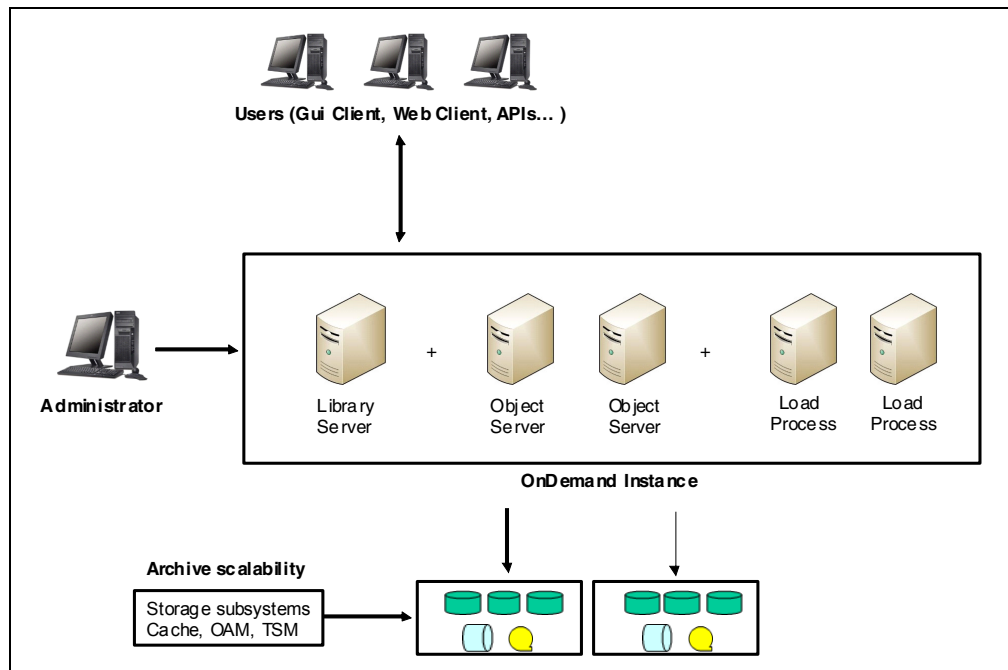 Users (Gui Client, Web Client, APIs… )
+
+
Library
Server
Object
Server
Object
Server
Load
Process
Load
Process
Administrator
OnDemand Instance
Archive scalability
Storage subsystems
Cache, OAM, TSM